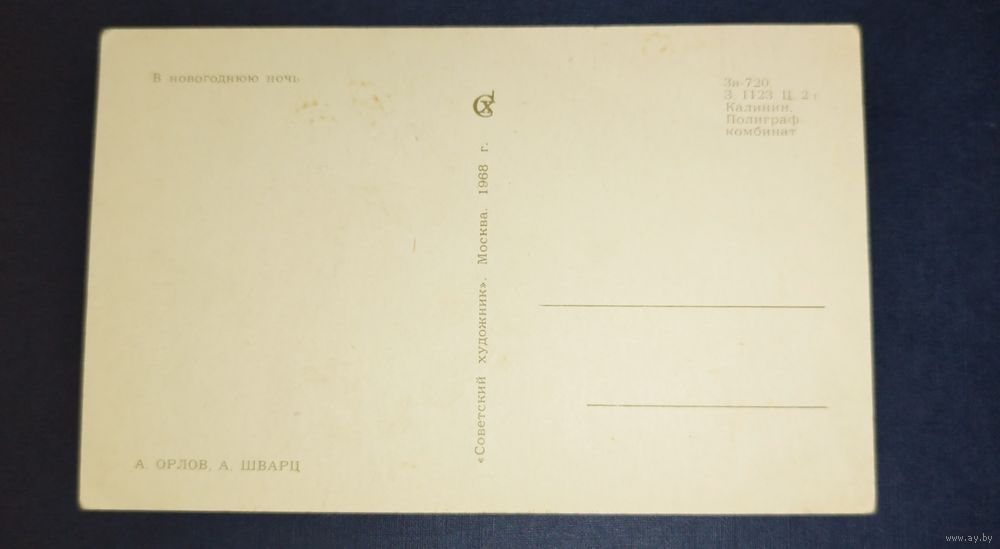 В новогоднюю ночь
А. ОРЛОВ, А. ШВАРЦ
СХ
«Советский художник». Москва. 1968 г.
Зи-720
З. 1123 Ц. 2 г
Калинин.
Полиграф-
комбинат
www.ay.by